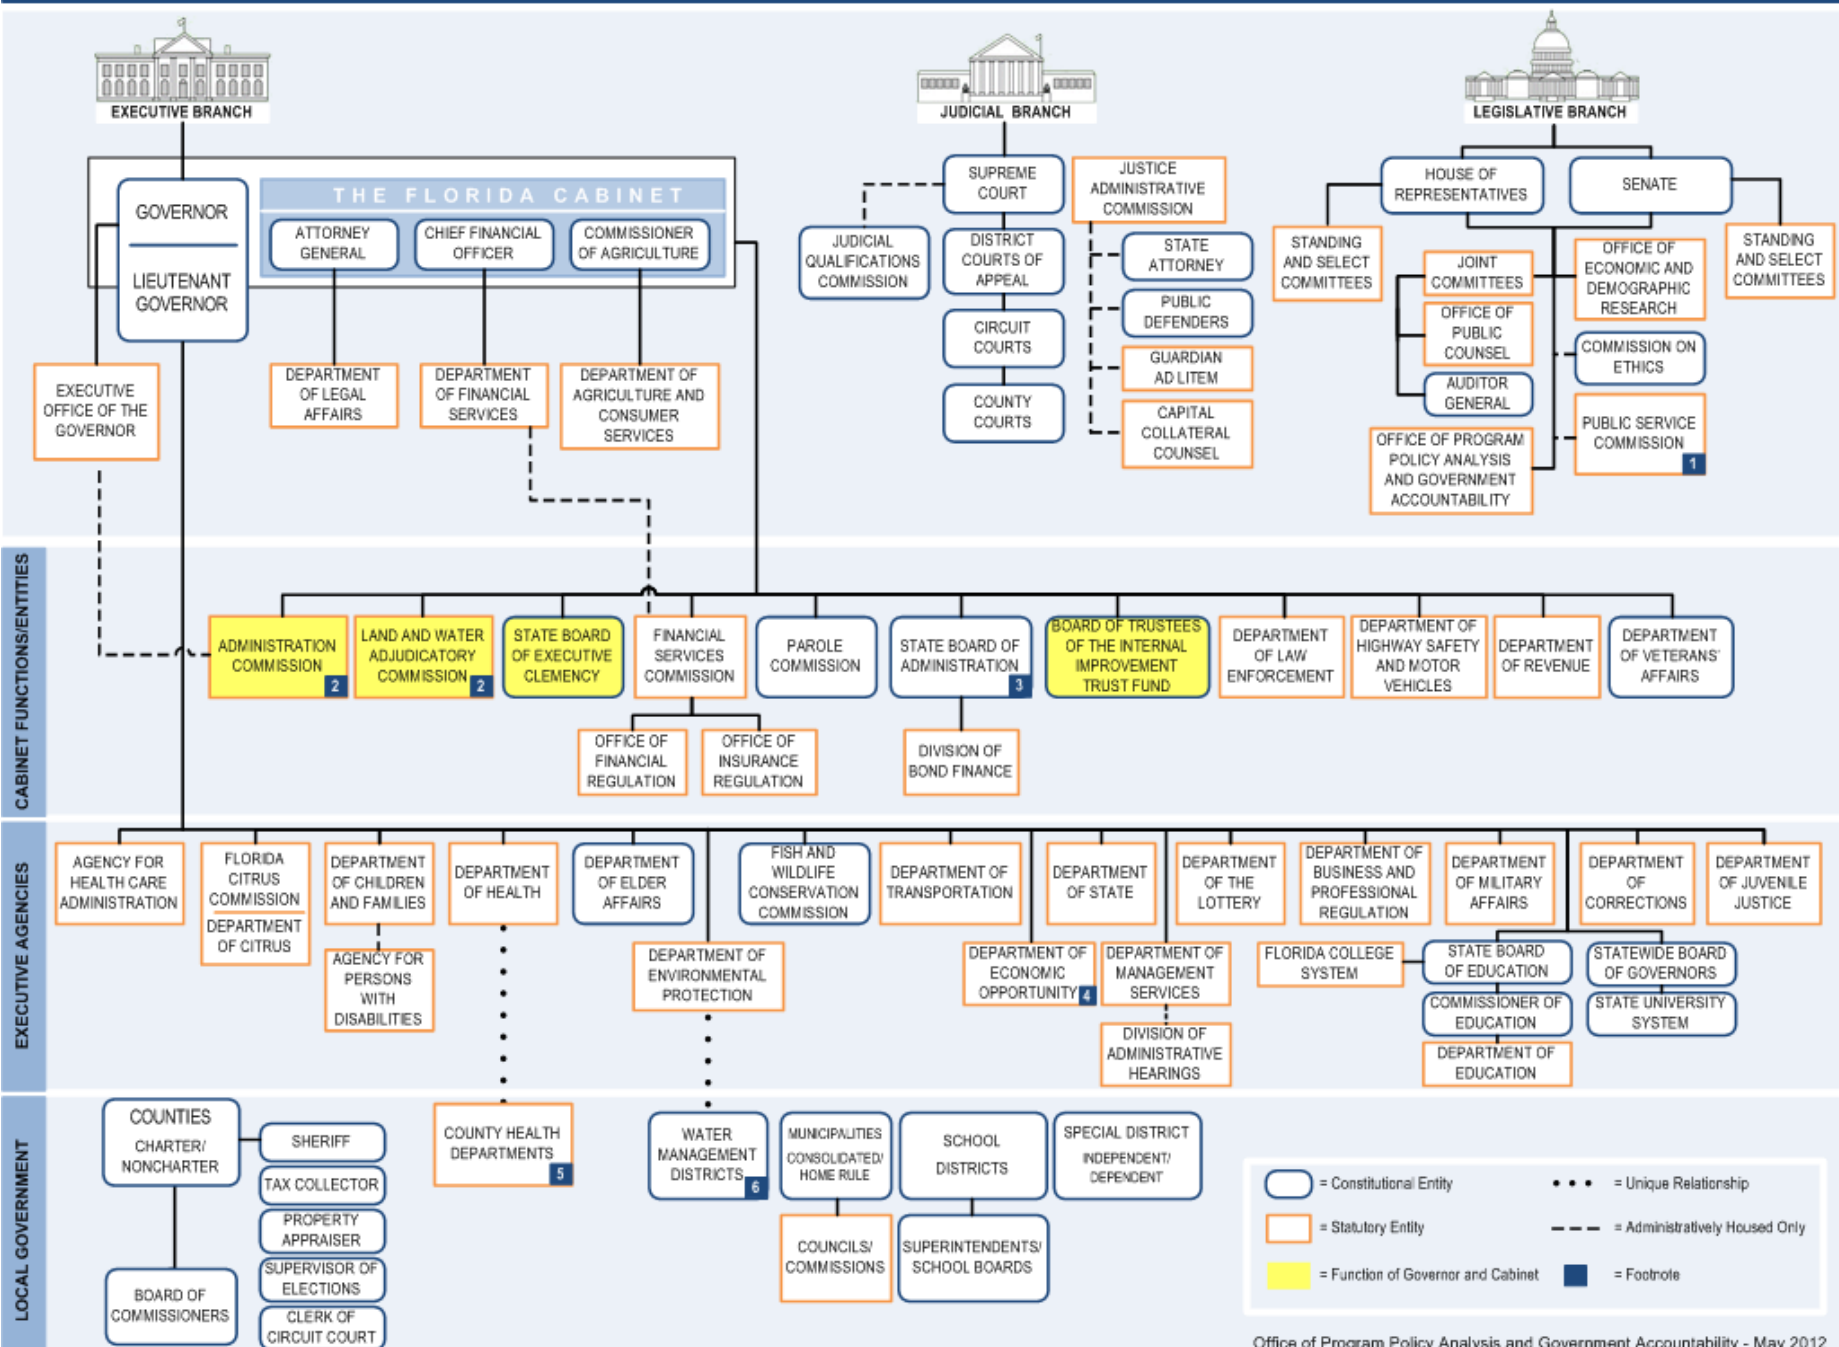 EXECUTIVE BRANCH
JUDICIAL BRANCH
LEGISLATIVE BRANCH
GOVERNOR
LIEUTENANT
GOVERNOR
THE FLORIDA CABINET
ATTORNEY
GENERAL
CHIEF FINANCIAL
OFFICER
COMMISSIONER
OF AGRICULTURE
EXECUTIVE
OFFICE OF THE
GOVERNOR
DEPARTMENT
OF LEGAL
AFFAIRS
DEPARTMENT
OF FINANCIAL
SERVICES
DEPARTMENT OF
AGRICULTURE AND
CONSUMER
SERVICES
SUPREME
COURT
JUDICIAL
QUALIFICATIONS
COMMISSION
DISTRICT
COURTS OF
APPEAL
CIRCUIT
COURTS
COUNTY
COURTS
JUSTICE
ADMINISTRATIVE
COMMISSION
STATE
ATTORNEY
PUBLIC
DEFENDERS
GUARDIAN
AD LITEM
CAPITAL
COLLATERAL
COUNSEL
HOUSE OF
REPRESENTATIVES
SENATE
STANDING
AND SELECT
COMMITTEES
JOINT
COMMITTEES
OFFICE OF
PUBLIC
COUNSEL
AUDITOR
GENERAL
OFFICE OF PROGRAM
POLICY ANALYSIS
AND GOVERNMENT
ACCOUNTABILITY
OFFICE OF
ECONOMIC AND
DEMOGRAPHIC
RESEARCH
COMMISSION ON
ETHICS
PUBLIC SERVICE
COMMISSION
1
STANDING
AND SELECT
COMMITTEES
CABINET FUNCTIONS/ENTITIES
ADMINISTRATION
COMMISSION
2
LAND AND WATER
ADJUDICATORY
COMMISSION
2
STATE BOARD
OF EXECUTIVE
CLEMENCY
FINANCIAL
SERVICES
COMMISSION
PAROLE
COMMISSION
STATE BOARD OF
ADMINISTRATION
3
BOARD OF TRUSTEES
OF THE INTERNAL
IMPROVEMENT
TRUST FUND
DEPARTMENT
OF LAW
ENFORCEMENT
DEPARTMENT OF
HIGHWAY SAFETY
AND MOTOR
VEHICLES
DEPARTMENT
OF REVENUE
DEPARTMENT
OF VETERANS'
AFFAIRS
OFFICE OF
FINANCIAL
REGULATION
OFFICE OF
INSURANCE
REGULATION
DIVISION OF
BOND FINANCE
EXECUTIVE AGENCIES
AGENCY FOR
HEALTH CARE
ADMINISTRATION
FLORIDA
CITRUS
COMMISSION
DEPARTMENT
OF CITRUS
DEPARTMENT
OF CHILDREN
AND FAMILIES
AGENCY FOR
PERSONS
WITH
DISABILITIES
DEPARTMENT
OF HEALTH
DEPARTMENT
OF ELDER
AFFAIRS
DEPARTMENT OF
ENVIRONMENTAL
PROTECTION
FISH AND
WILDLIFE
CONSERVATION
COMMISSION
DEPARTMENT OF
TRANSPORTATION
DEPARTMENT OF
ECONOMIC
OPPORTUNITY
4
DEPARTMENT
OF STATE
DEPARTMENT OF
MANAGEMENT
SERVICES
DIVISION OF
ADMINISTRATIVE
HEARINGS
DEPARTMENT
OF THE
LOTTERY
DEPARTMENT OF
BUSINESS AND
PROFESSIONAL
REGULATION
DEPARTMENT
OF MILITARY
AFFAIRS
DEPARTMENT
OF
CORRECTIONS
DEPARTMENT
OF JUVENILE
JUSTICE
FLORIDA COLLEGE
SYSTEM
STATE BOARD
OF EDUCATION
COMMISSIONER OF
EDUCATION
DEPARTMENT OF
EDUCATION
STATEWIDE BOARD
OF GOVERNORS
STATE UNIVERSITY
SYSTEM
LOCAL GOVERNMENT
COUNTIES
CHARTER/
NONCHARTER
BOARD OF
COMMISSIONERS
SHERIFF
TAX COLLECTOR
PROPERTY
APPRAISER
SUPERVISOR OF
ELECTIONS
CLERK OF
CIRCUIT COURT
COUNTY HEALTH
DEPARTMENTS
5
WATER
MANAGEMENT
DISTRICTS
6
MUNICIPALITIES
CONSOLIDATED/
HOME RULE
COUNCILS/
COMMISSIONS
SCHOOL
DISTRICTS
SUPERINTENDENTS/
SCHOOL BOARDS
SPECIAL DISTRICT
INDEPENDENT/
DEPENDENT
= Constitutional Entity
= Unique Relationship
= Statutory Entity
= Administratively Housed Only
= Function of Governor and Cabinet
= Footnote
Office of Program Policy Analysis and Government Accountability - May 2012